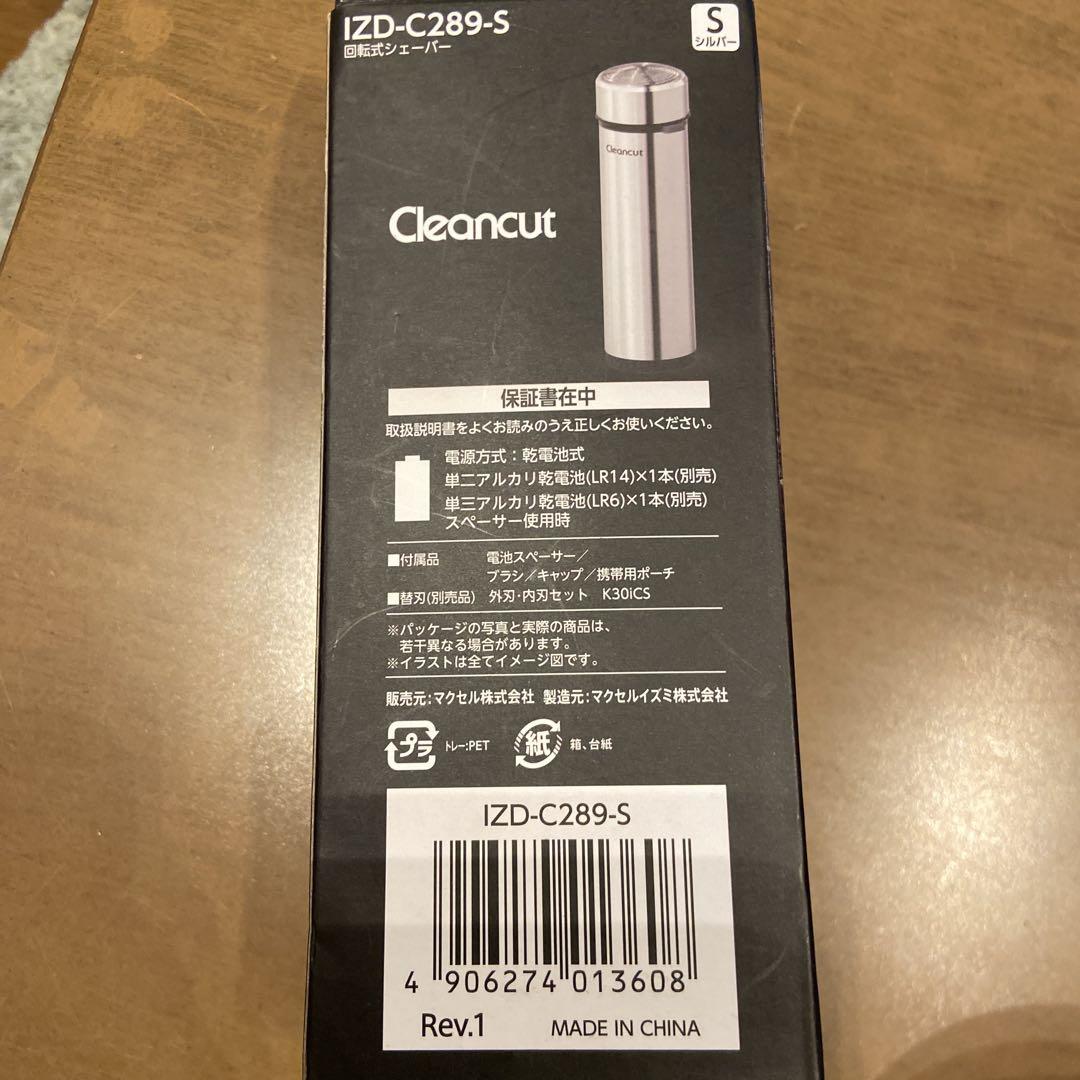 IZD-C289-S
回転式シェーバー
S
シルバー
Cleancut
Cleancut
保証書在中
取扱説明書をよくお読みのうえ正しくお使いください。
電源方式：乾電池式
単二アルカリ乾電池(LR14)×1本(別売)
単三アルカリ乾電池(LR6)×1本(別売)
スペーサー使用時
■付属品 電池スペーサー／
ブラシ／キャップ／携帯用ポーチ
■替刃(別売品) 外刃・内刃セット K30iCS
※パッケージの写真と実際の商品は、
若干異なる場合があります。
※イラストは全てイメージ図です。
販売元：マクセル株式会社 製造元：マクセルイズミ株式会社
プラ トレー:PET 紙 箱、台紙
IZD-C289-S
4 906274 013608
Rev.1 MADE IN CHINA